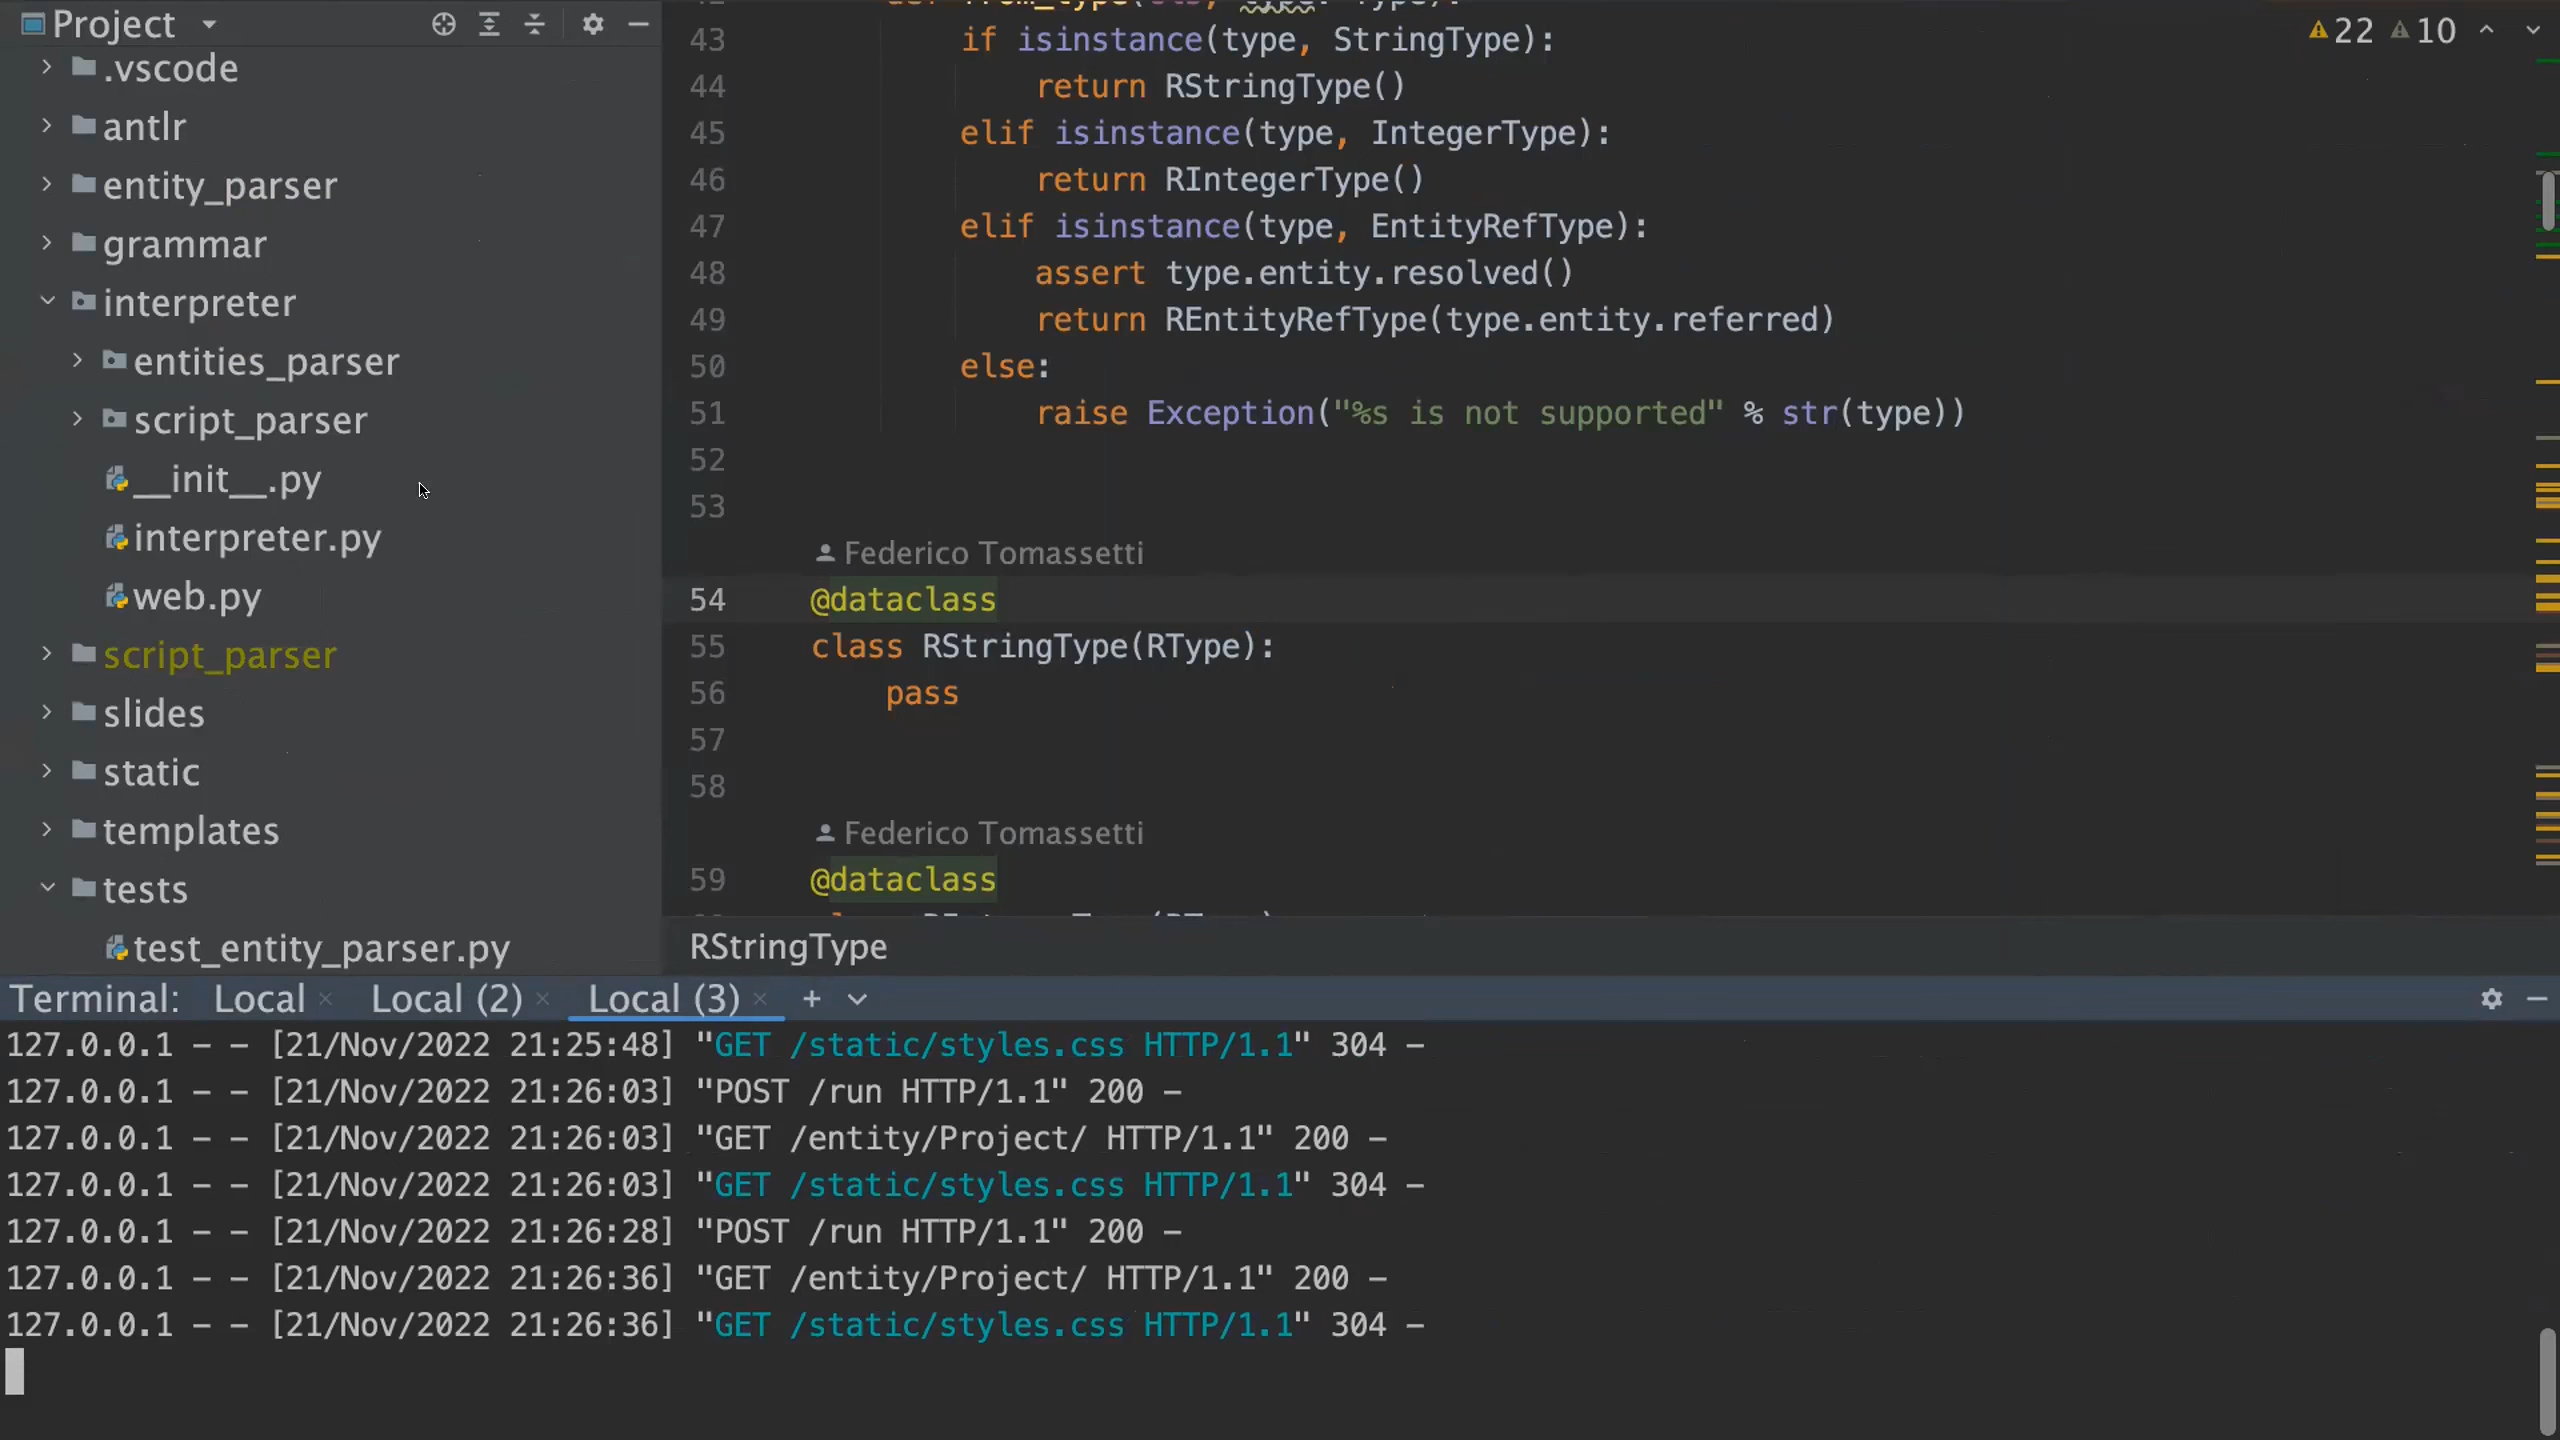 Project
.vscode
antlr
entity_parser
grammar
interpreter
entities_parser
script_parser
__init__.py
interpreter.py
web.py
script_parser
slides
static
templates
tests
test_entity_parser.py
22 10
43 if isinstance(type, StringType):
44 return RStringType()
45 elif isinstance(type, IntegerType):
46 return RIntegerType()
47 elif isinstance(type, EntityRefType):
48 assert type.entity.resolved()
49 return REntityRefType(type.entity.referred)
50 else:
51 raise Exception("%s is not supported" % str(type))
52
53
Federico Tomassetti
54 @dataclass
55 class RStringType(RType):
56 pass
57
58
Federico Tomassetti
59 @dataclass
RStringType
Terminal: Local × Local (2) × Local (3) × +
127.0.0.1 - - [21/Nov/2022 21:25:48] "GET /static/styles.css HTTP/1.1" 304 -
127.0.0.1 - - [21/Nov/2022 21:26:03] "POST /run HTTP/1.1" 200 -
127.0.0.1 - - [21/Nov/2022 21:26:03] "GET /entity/Project/ HTTP/1.1" 200 -
127.0.0.1 - - [21/Nov/2022 21:26:03] "GET /static/styles.css HTTP/1.1" 304 -
127.0.0.1 - - [21/Nov/2022 21:26:28] "POST /run HTTP/1.1" 200 -
127.0.0.1 - - [21/Nov/2022 21:26:36] "GET /entity/Project/ HTTP/1.1" 200 -
127.0.0.1 - - [21/Nov/2022 21:26:36] "GET /static/styles.css HTTP/1.1" 304 -